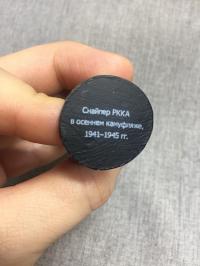 Снайпер РККА
в осеннем камуфляже,
1941–1945 гг.